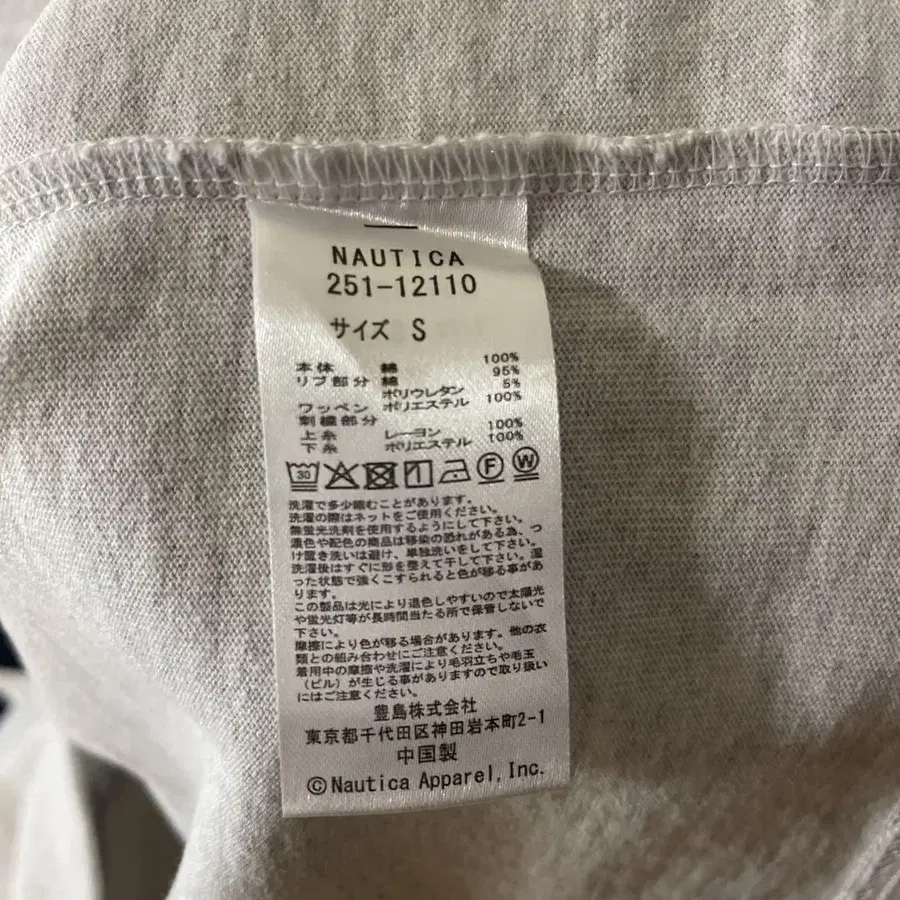 NAUTICA
251-12110
サイズ S
本体 綿 100%
リブ部分 綿 95%
ポリウレタン 5%
ワッペン ポリエステル 100%
刺繍部分
上糸 レーヨン 100%
下糸 ポリエステル 100%
30 F W
洗濯で多少縮むことがあります。
洗濯の際はネットをご使用ください。
無蛍光洗剤を使用するようにして下さい。
濃色や配色の商品は移染の恐れがある為、つ
け置き洗いは避け、単独洗いをして下さい。
洗濯後はすぐに形を整えて干して下さい。湿
った状態で強くこすられると色が移る事があ
ります。
この製品は光により退色しやすいので太陽光
や蛍光灯等が長時間当たる所で保管しないで
下さい。
摩擦により色が移る場合があります。他の衣
類との組み合わせにご注意ください。
着用中の摩擦や洗濯により毛羽立ちや毛玉
(ピル)が生じる事がありますので取り扱い
にはご注意ください。
豊島株式会社
東京都千代田区神田岩本町2-1
中国製
©Nautica Apparel, Inc.